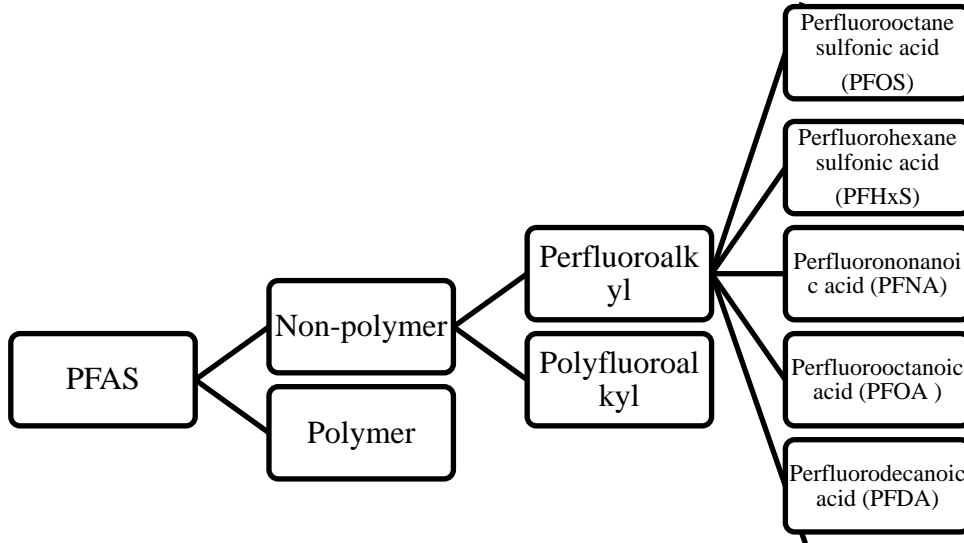 PFAS
Non-polymer
Polymer
Perfluoroalk
yl
Polyfluoroal
kyl
Perfluorooctane
sulfonic acid
(PFOS)
Perfluorohexane
sulfonic acid
(PFHxS)
Perfluorononanoi
c acid (PFNA)
Perfluorooctanoic
acid (PFOA )
Perfluorodecanoic
acid (PFDA)